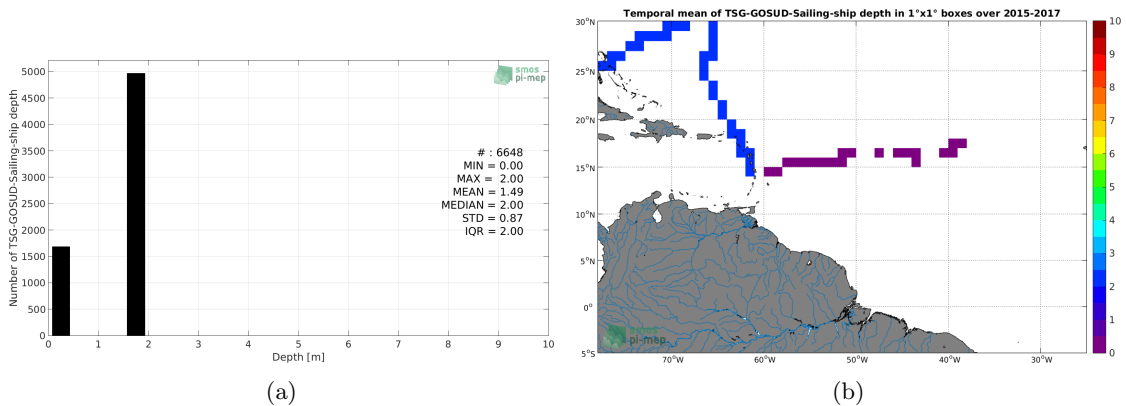 smos
pi-mep
5000
4500
4000
3500
3000
2500
2000
1500
1000
500
0
Number of TSG-GOSUD-Sailing-ship depth
# : 6648
MIN = 0.00
MAX = 2.00
MEAN = 1.49
MEDIAN = 2.00
STD = 0.87
IQR = 2.00
0 1 2 3 4 5 6 7 8 9 10
Depth [m]
(a)
Temporal mean of TSG-GOSUD-Sailing-ship depth in 1°x1° boxes over 2015-2017
30°N
25°N
20°N
15°N
10°N
5°N
0°
5°S
70°W 60°W 50°W 40°W 30°W
smos
pi-mep
10
9
8
7
6
5
4
3
2
1
0
(b)